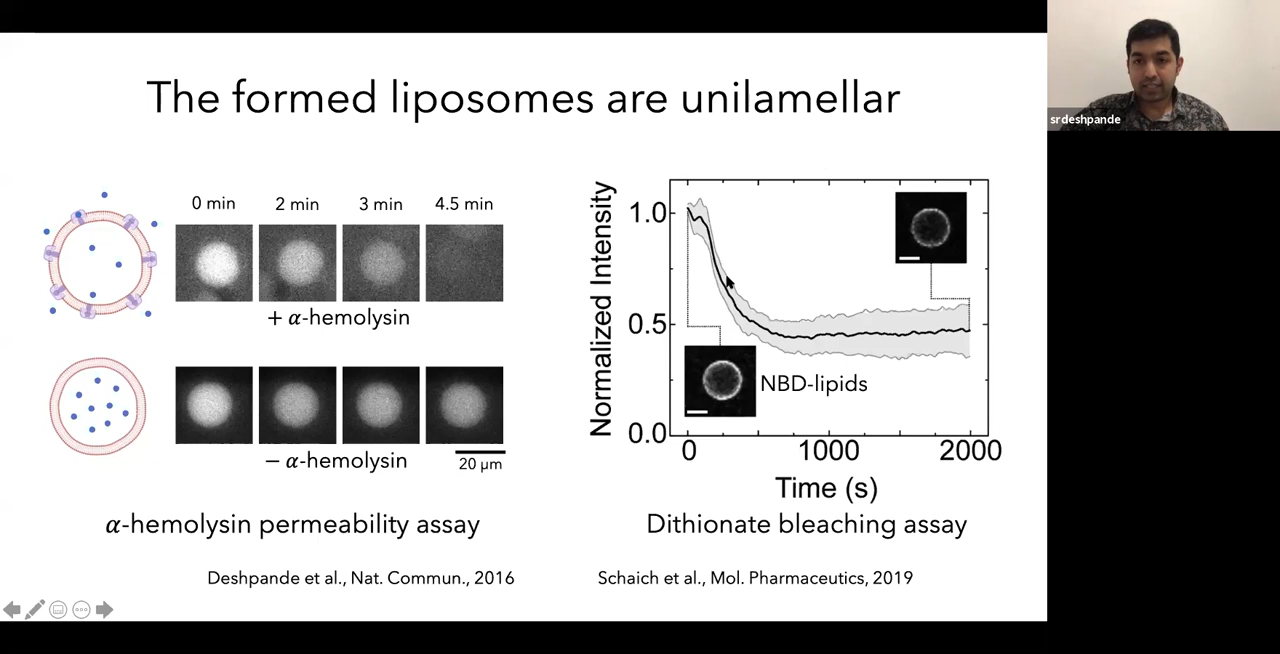 The formed liposomes are unilamellar
srdeshpande
0 min 2 min 3 min 4.5 min
+ α-hemolysin
− α-hemolysin
20 μm
α-hemolysin permeability assay
Deshpande et al., Nat. Commun., 2016
Normalized Intensity
1.0
0.5
0.0
NBD-lipids
0 1000 2000
Time (s)
Dithionate bleaching assay
Schaich et al., Mol. Pharmaceutics, 2019